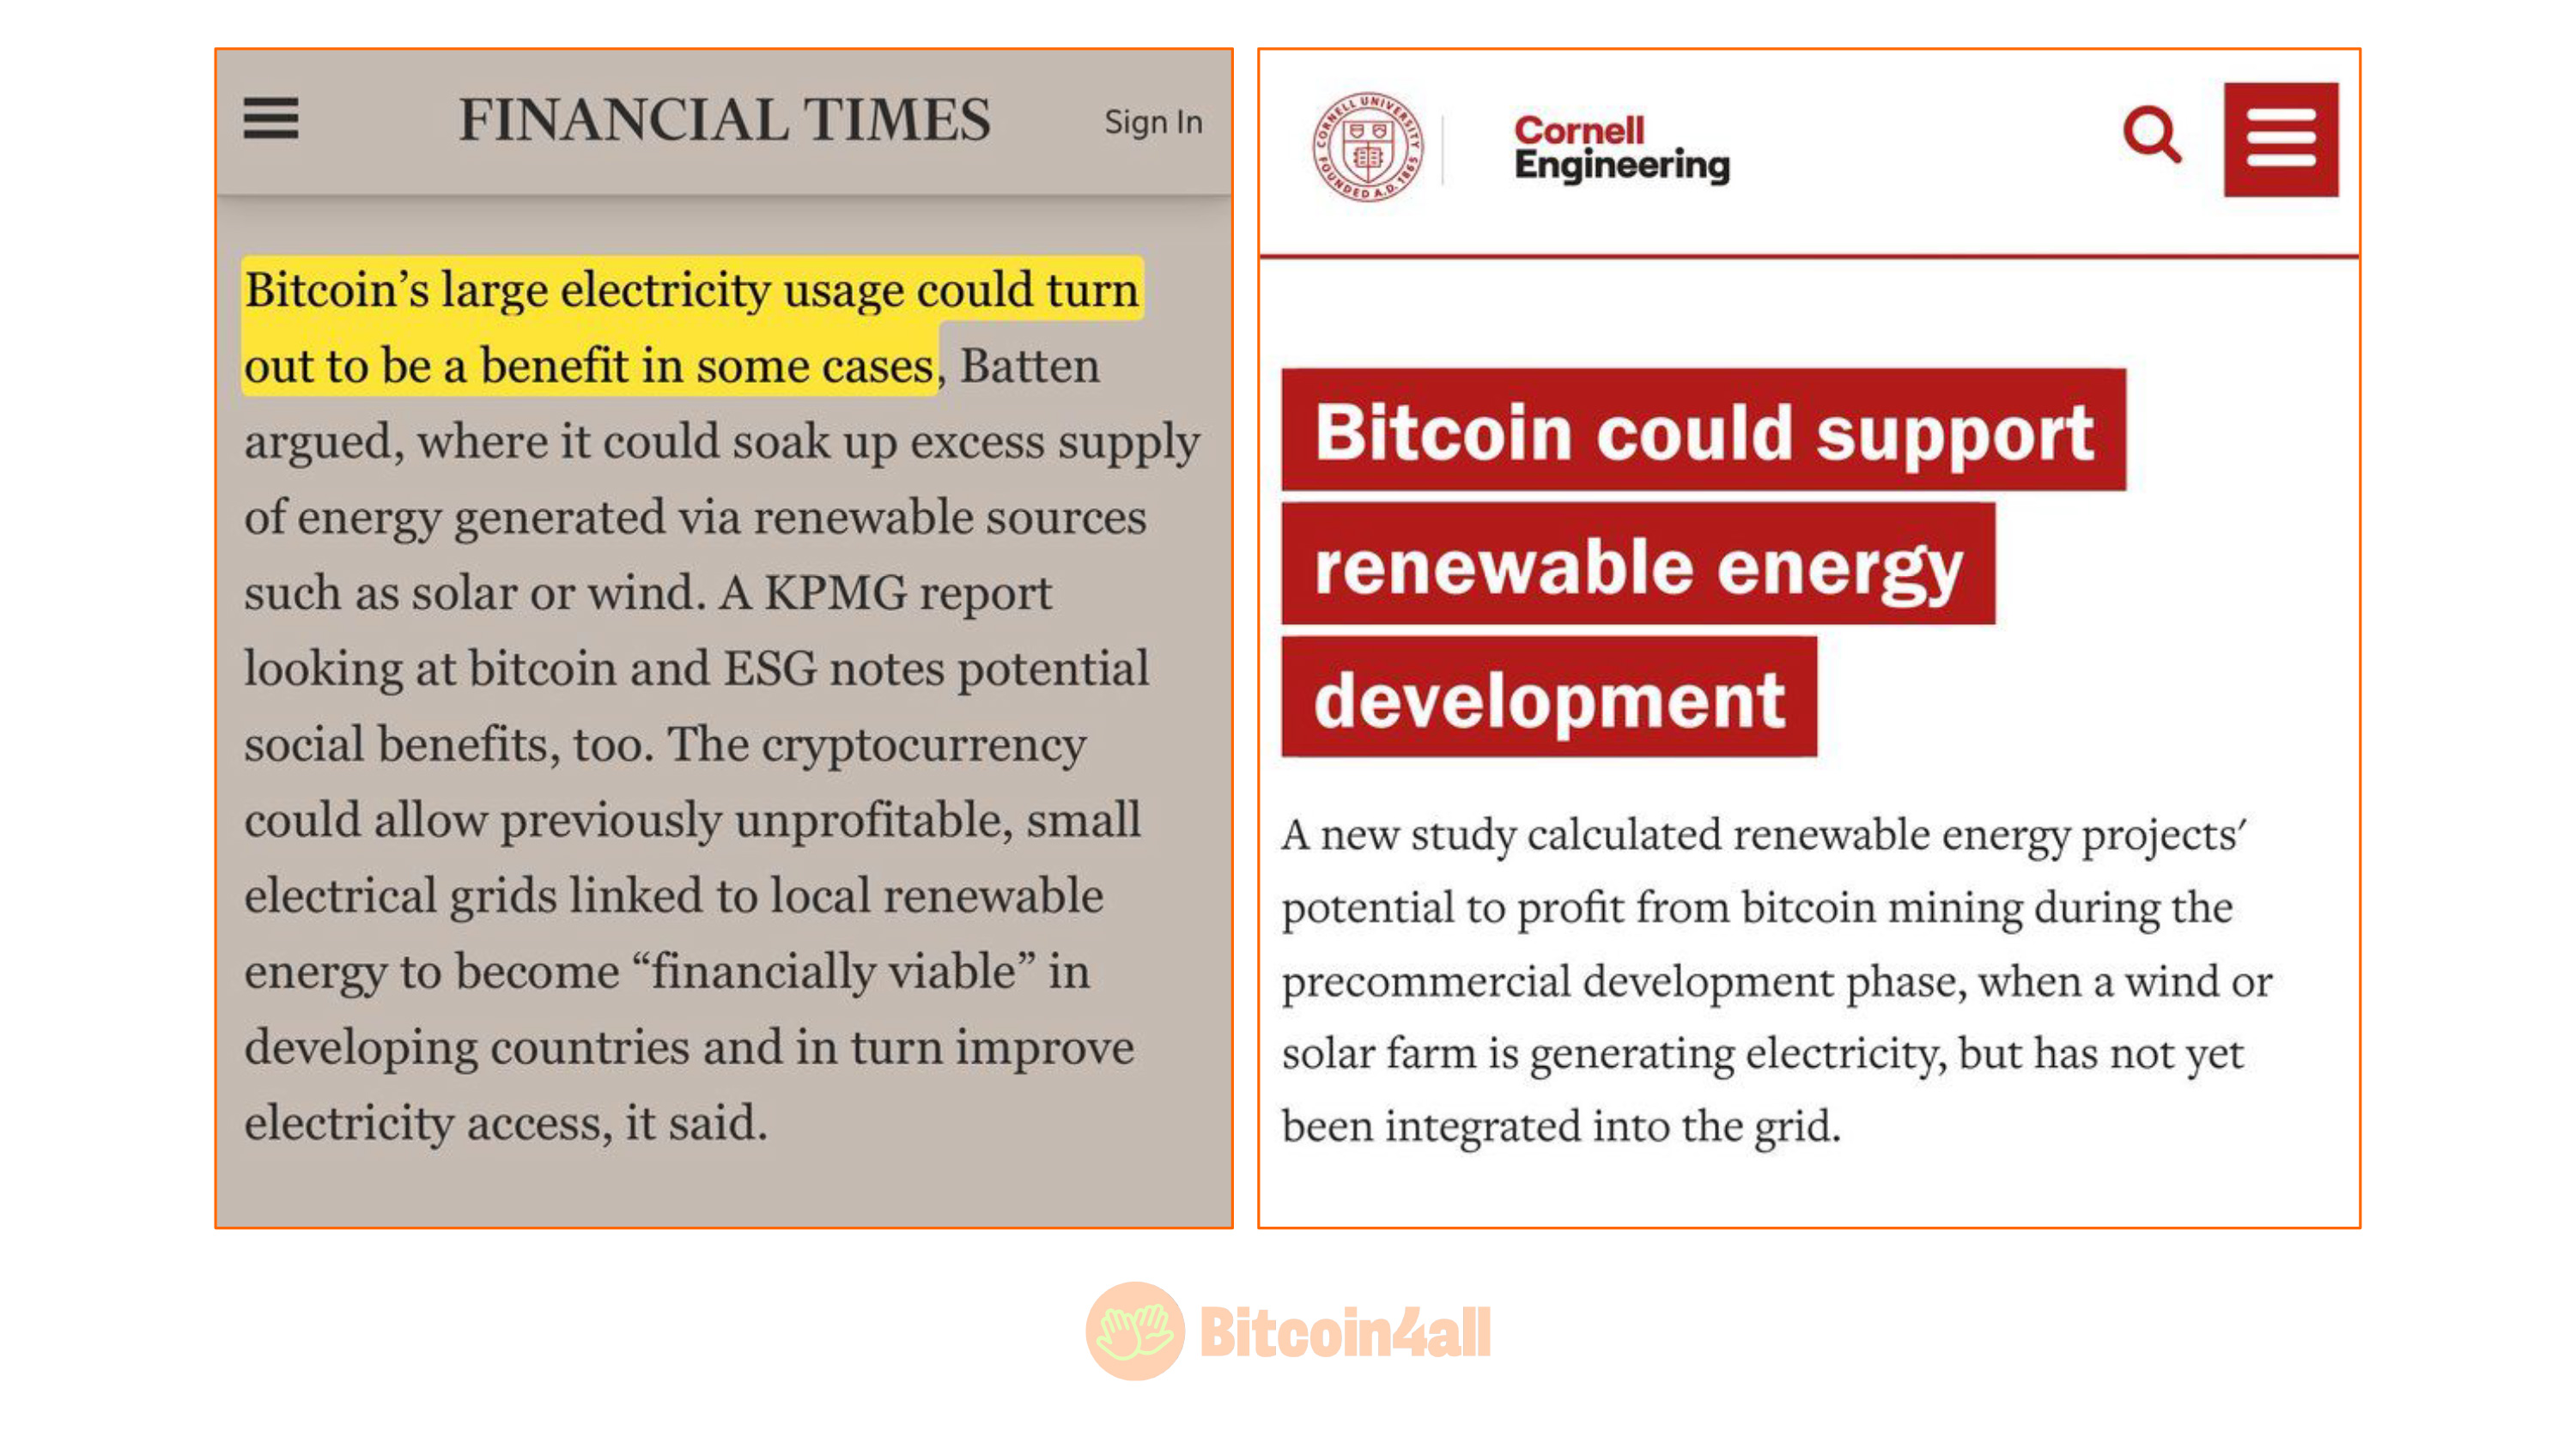 FINANCIAL TIMES
Sign In
Bitcoin’s large electricity usage could turn
out to be a benefit in some cases, Batten
argued, where it could soak up excess supply
of energy generated via renewable sources
such as solar or wind. A KPMG report
looking at bitcoin and ESG notes potential
social benefits, too. The cryptocurrency
could allow previously unprofitable, small
electrical grids linked to local renewable
energy to become “financially viable” in
developing countries and in turn improve
electricity access, it said.
CORNELL UNIVERSITY
FOUNDED A.D. 1865
Cornell
Engineering
Bitcoin could support
renewable energy
development
A new study calculated renewable energy projects’
potential to profit from bitcoin mining during the
precommercial development phase, when a wind or
solar farm is generating electricity, but has not yet
been integrated into the grid.
Bitcoin4all